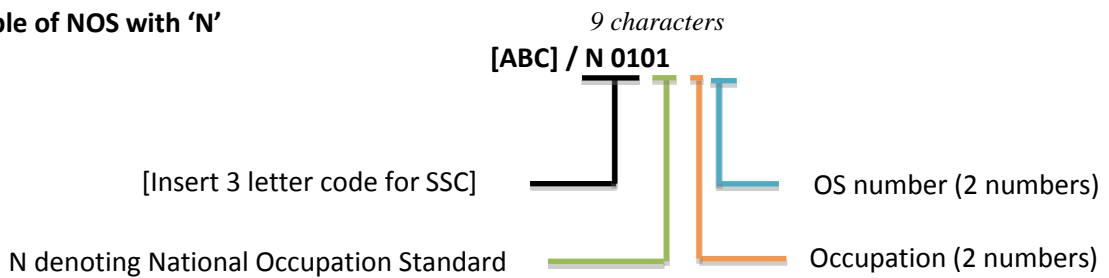 ple of NOS with ‘N’
9 characters
[ABC] / N 0101
[Insert 3 letter code for SSC]
OS number (2 numbers)
N denoting National Occupation Standard
Occupation (2 numbers)